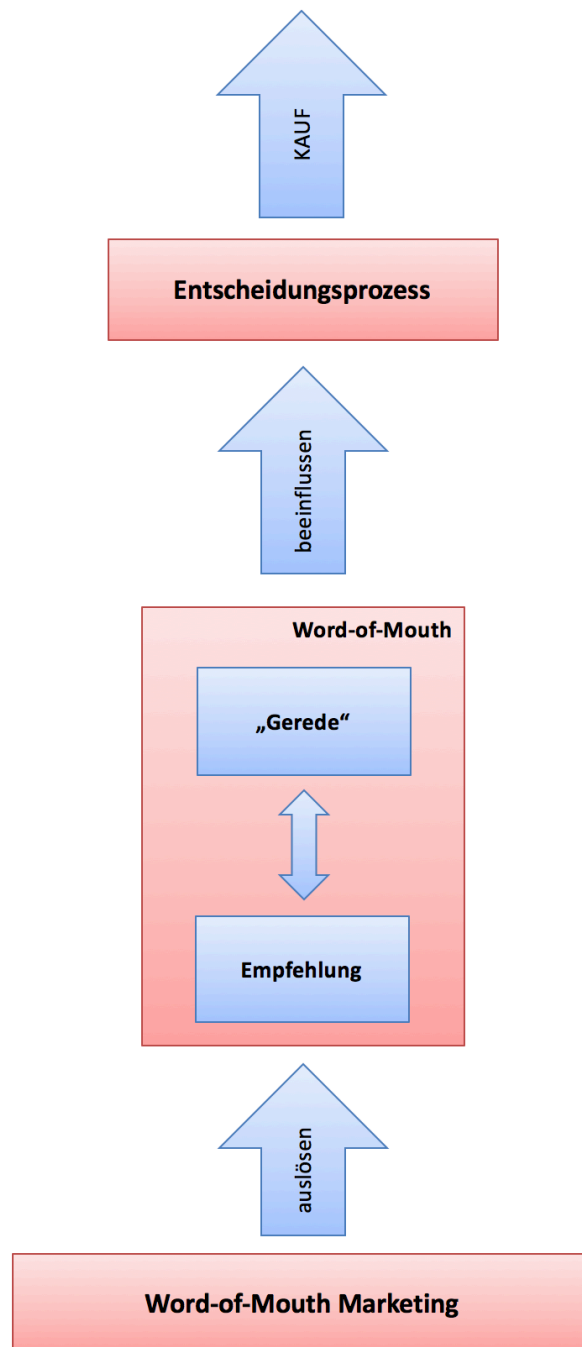 KAUF
Entscheidungsprozess
beeinflussen
Word-of-Mouth
„Gerede“
Empfehlung
auslösen
Word-of-Mouth Marketing